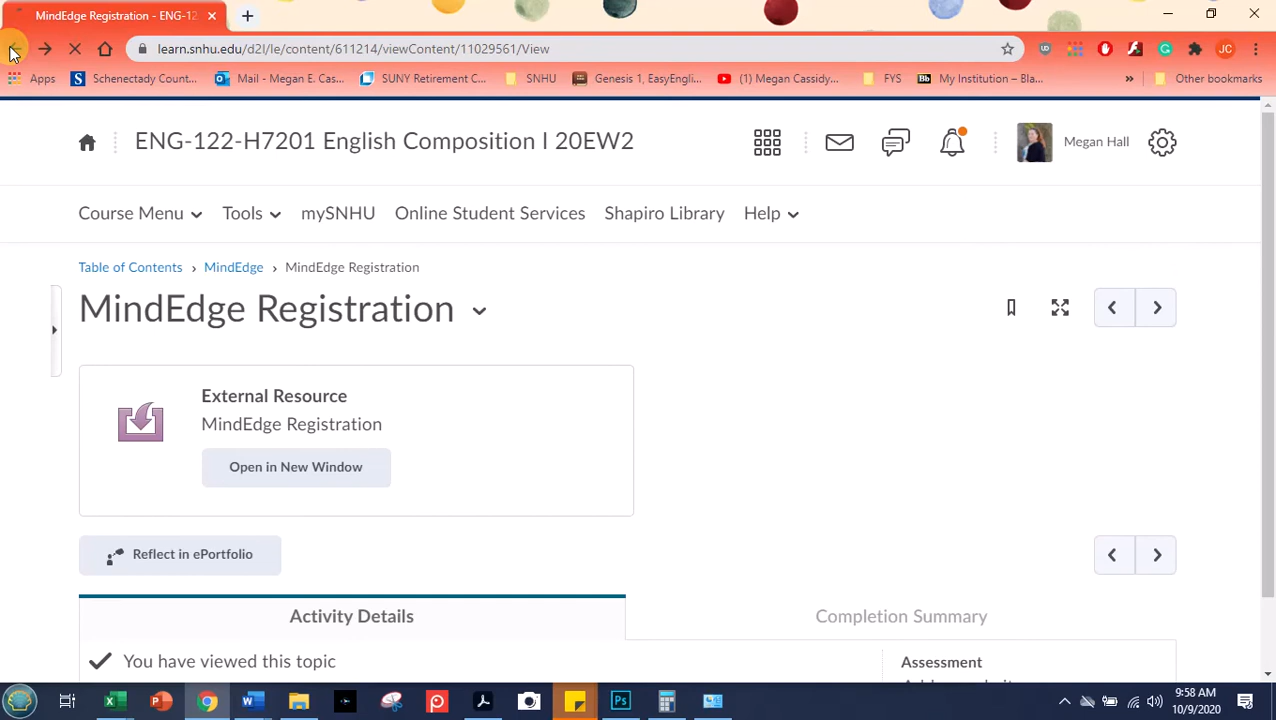 MindEdge Registration - ENG-12
learn.snhu.edu/d2l/le/content/611214/viewContent/11029561/View
JC
Apps
Schenectady Count...
Mail - Megan E. Cas...
SUNY Retirement C...
SNHU
Genesis 1, EasyEngli...
(1) Megan Cassidy...
FYS
Bb
My Institution – Bla...
»
Other bookmarks
ENG-122-H7201 English Composition I 20EW2
Megan Hall
Course Menu
Tools
mySNHU
Online Student Services
Shapiro Library
Help
Table of Contents › MindEdge › MindEdge Registration
MindEdge Registration
External Resource
MindEdge Registration
Open in New Window
Reflect in ePortfolio
Activity Details
Completion Summary
You have viewed this topic
Assessment
9:58 AM
10/9/2020